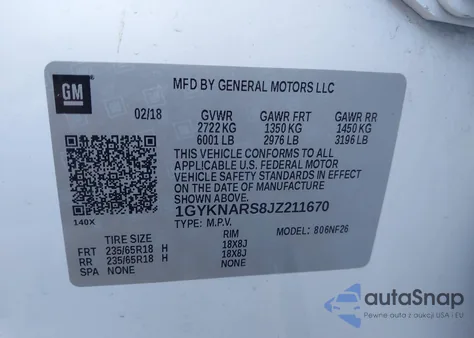 GM
MFD BY GENERAL MOTORS LLC
02/18 GVWR GAWR FRT GAWR RR
2722 KG 1350 KG 1450 KG
6001 LB 2976 LB 3196 LB
THIS VEHICLE CONFORMS TO ALL
APPLICABLE U.S. FEDERAL MOTOR
VEHICLE SAFETY STANDARDS IN
EFFECT ON THE DATE OF
MANUFACTURE SHOWN ABOVE.
1GYKNARS8JZ211670
140X TYPE: M.P.V. MODEL: 806NF26
TIRE SIZE RIM
FRT 235/65R18 H 18X8J
RR 235/65R18 H 18X8J
SPA NONE NONE
autoSnap
Pewne auta z aukcji USA i EU